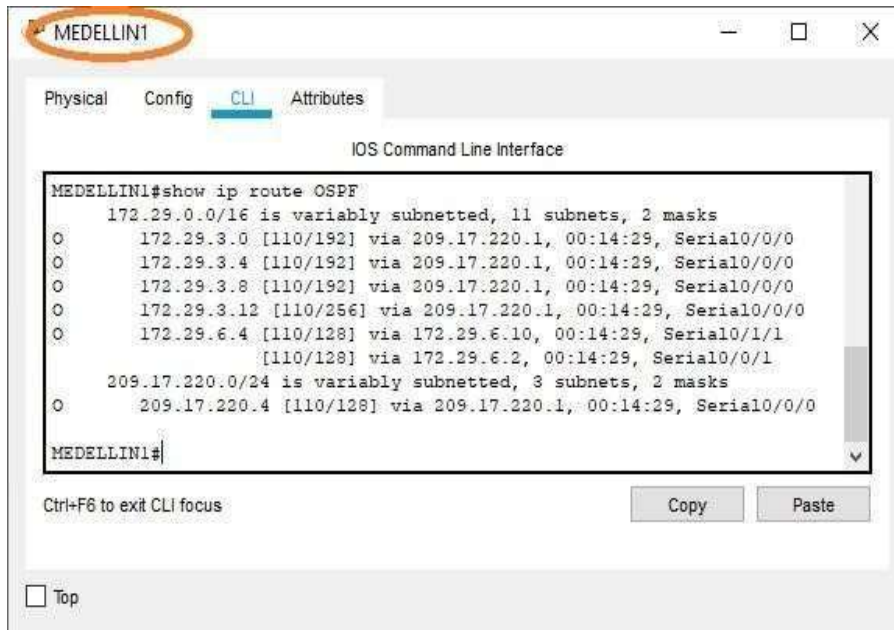 MEDELLIN1
Physical Config CLI Attributes
IOS Command Line Interface
MEDELLIN1#show ip route OSPF
172.29.0.0/16 is variably subnetted, 11 subnets, 2 masks
O 172.29.3.0 [110/192] via 209.17.220.1, 00:14:29, Serial0/0/0
O 172.29.3.4 [110/192] via 209.17.220.1, 00:14:29, Serial0/0/0
O 172.29.3.8 [110/192] via 209.17.220.1, 00:14:29, Serial0/0/0
O 172.29.3.12 [110/256] via 209.17.220.1, 00:14:29, Serial0/0/0
O 172.29.6.4 [110/128] via 172.29.6.10, 00:14:29, Serial0/1/1
[110/128] via 172.29.6.2, 00:14:29, Serial0/0/1
209.17.220.0/24 is variably subnetted, 3 subnets, 2 masks
O 209.17.220.4 [110/128] via 209.17.220.1, 00:14:29, Serial0/0/0
MEDELLIN1#
Ctrl+F6 to exit CLI focus
Copy Paste
Top